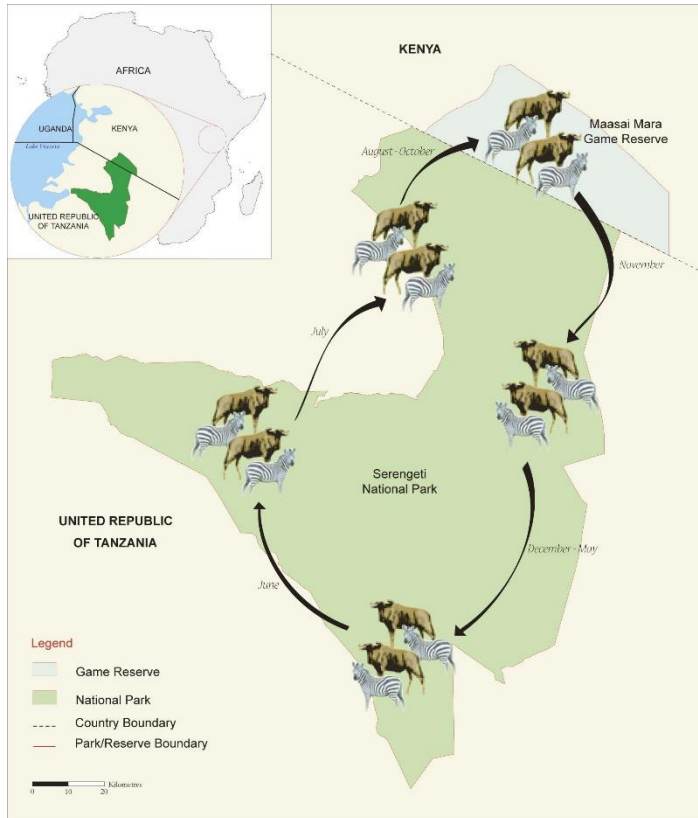 AFRICA
UGANDA
KENYA
Lake Victoria
UNITED REPUBLIC
OF TANZANIA
KENYA
Maasai Mara
Game Reserve
August - October
November
July
Serengeti
National Park
UNITED REPUBLIC
OF TANZANIA
December - May
June
Legend
Game Reserve
National Park
Country Boundary
Park/Reserve Boundary
Kilometres
0 10 20